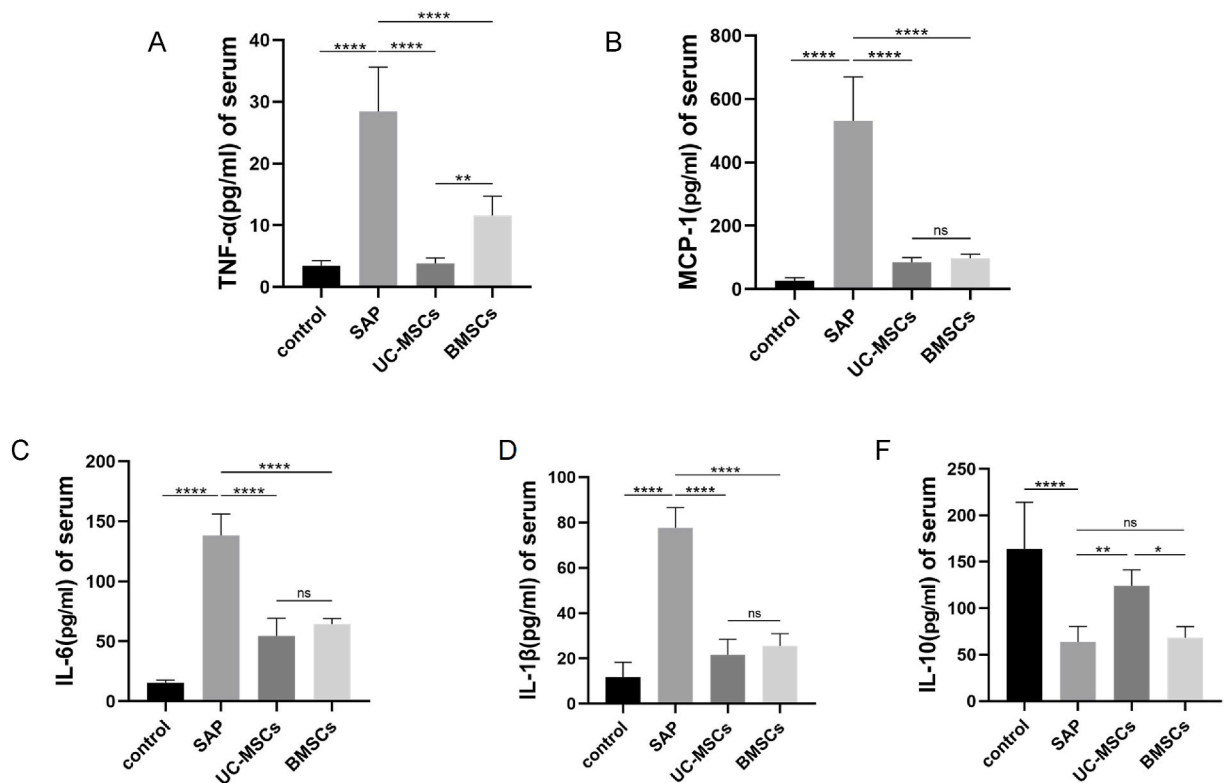 A
TNF-α(pg/ml) of serum
40
30
20
10
0
****
**** ****
**
control
SAP
UC-MSCs
BMSCs
B
MCP-1(pg/ml) of serum
800
600
400
200
0
****
**** ****
ns
control
SAP
UC-MSCs
BMSCs
C
IL-6(pg/ml) of serum
200
150
100
50
0
****
**** ****
ns
control
SAP
UC-MSCs
BMSCs
D
IL-1β(pg/ml) of serum
100
80
60
40
20
0
****
**** ****
ns
control
SAP
UC-MSCs
BMSCs
F
IL-10(pg/ml) of serum
250
200
150
100
50
0
****
ns
** *
control
SAP
UC-MSCs
BMSCs